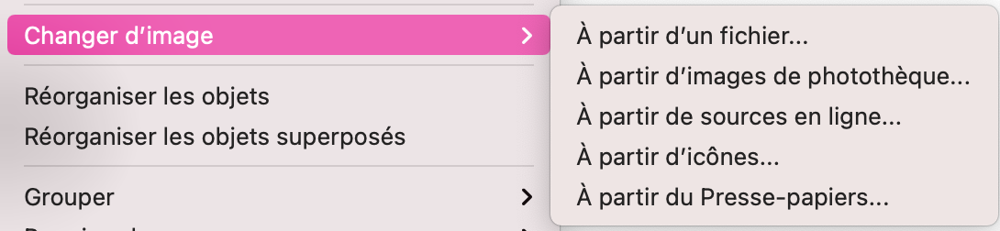 Changer d’image
À partir d’un fichier...
À partir d’images de photothèque...
À partir de sources en ligne...
À partir d’icônes...
À partir du Presse-papiers...
Réorganiser les objets
Réorganiser les objets superposés
Grouper